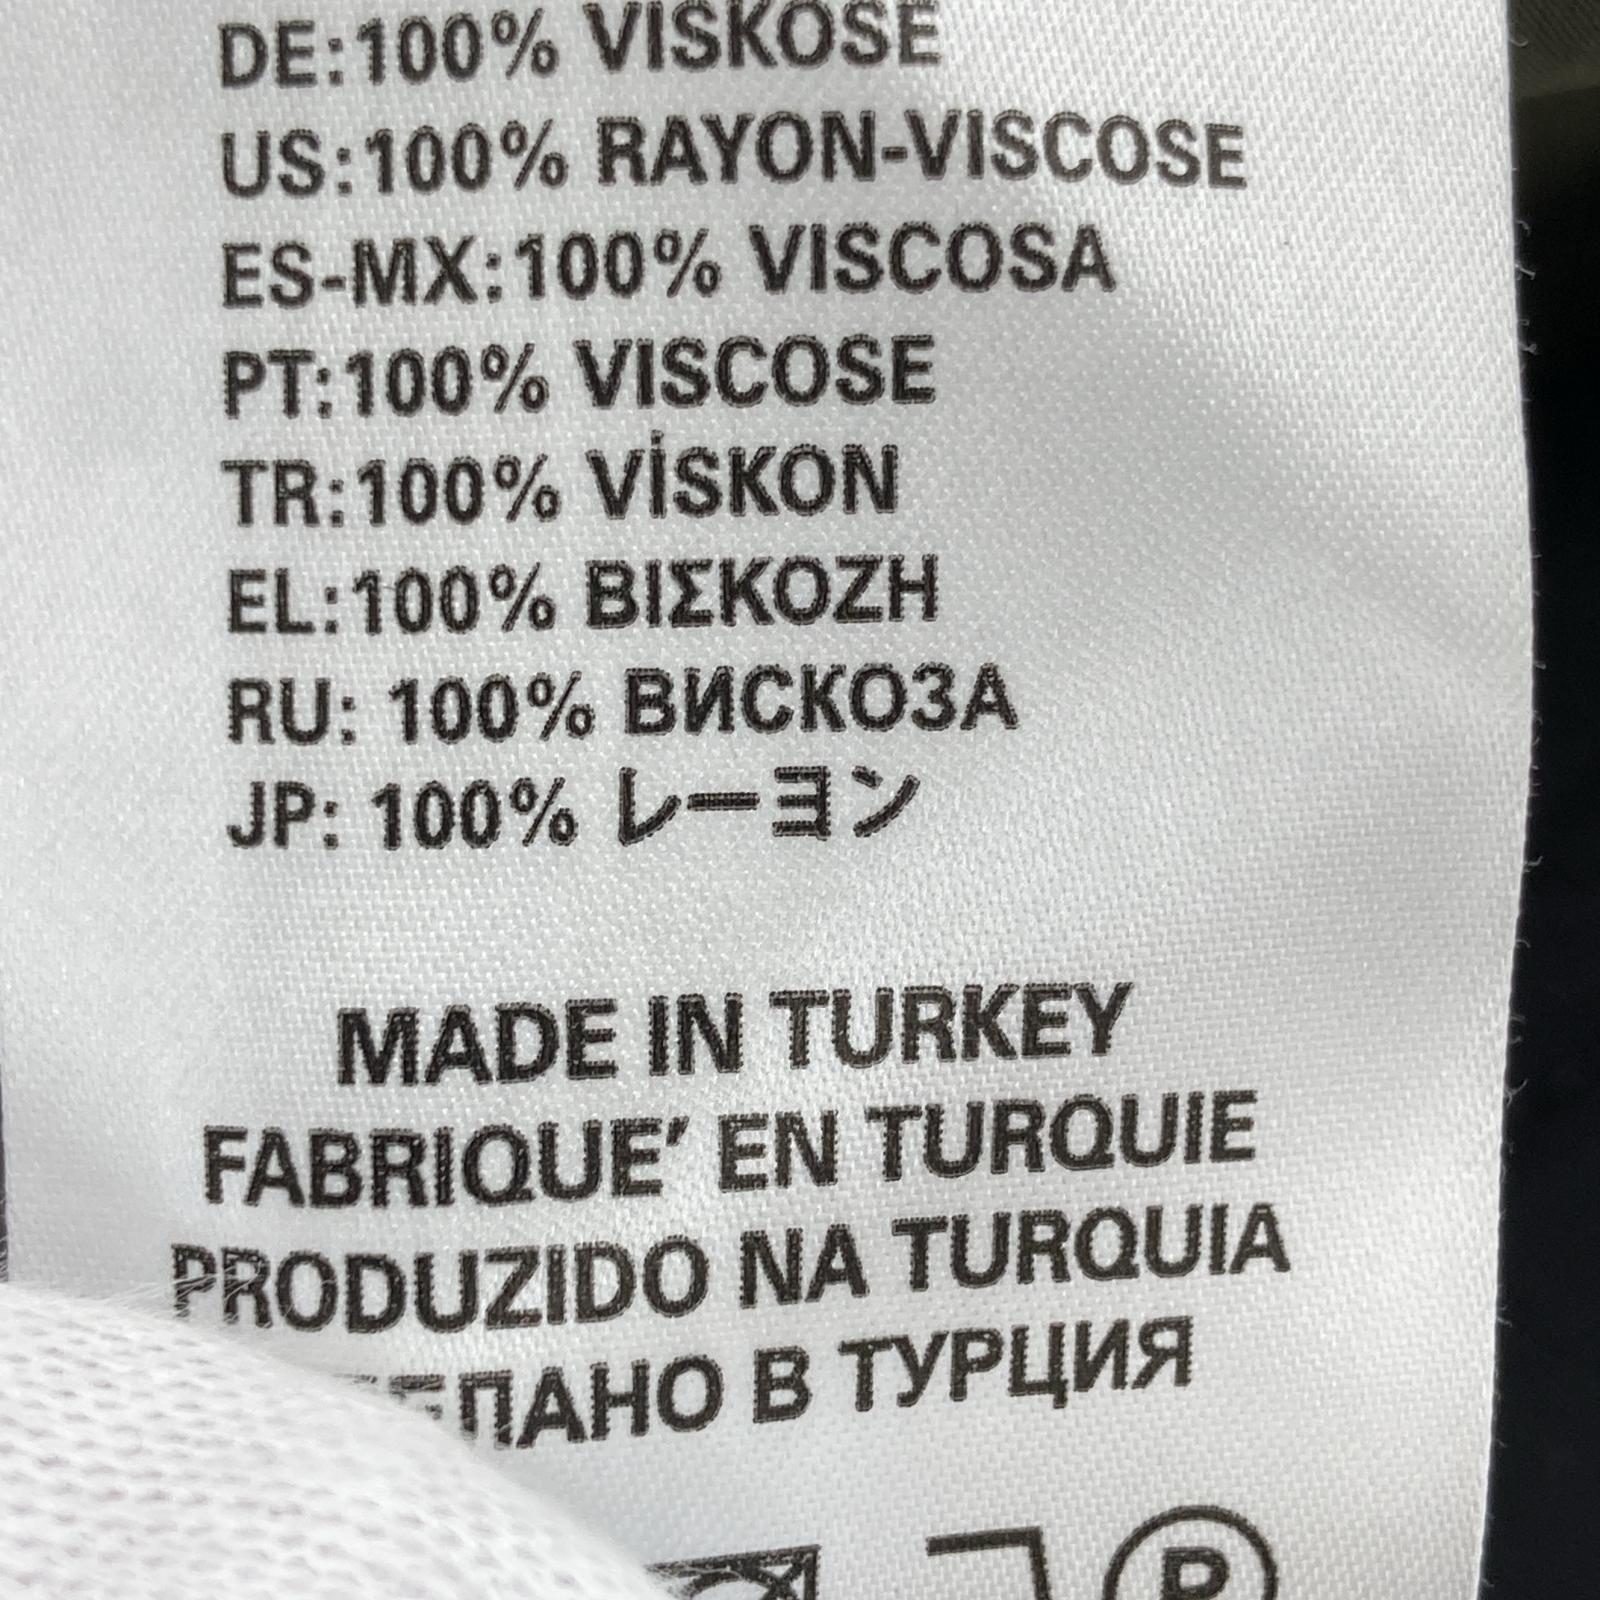 DE:100% VISKOSE
US:100% RAYON-VISCOSE
ES-MX:100% VISCOSA
PT:100% VISCOSE
TR:100% VİSKON
EL:100% ΒΙΣΚΟΖΗ
RU: 100% ВИСКОЗА
JP: 100% レーヨン
MADE IN TURKEY
FABRIQUE' EN TURQUIE
PRODUZIDO NA TURQUIA
В ТУРЦИЯ
P